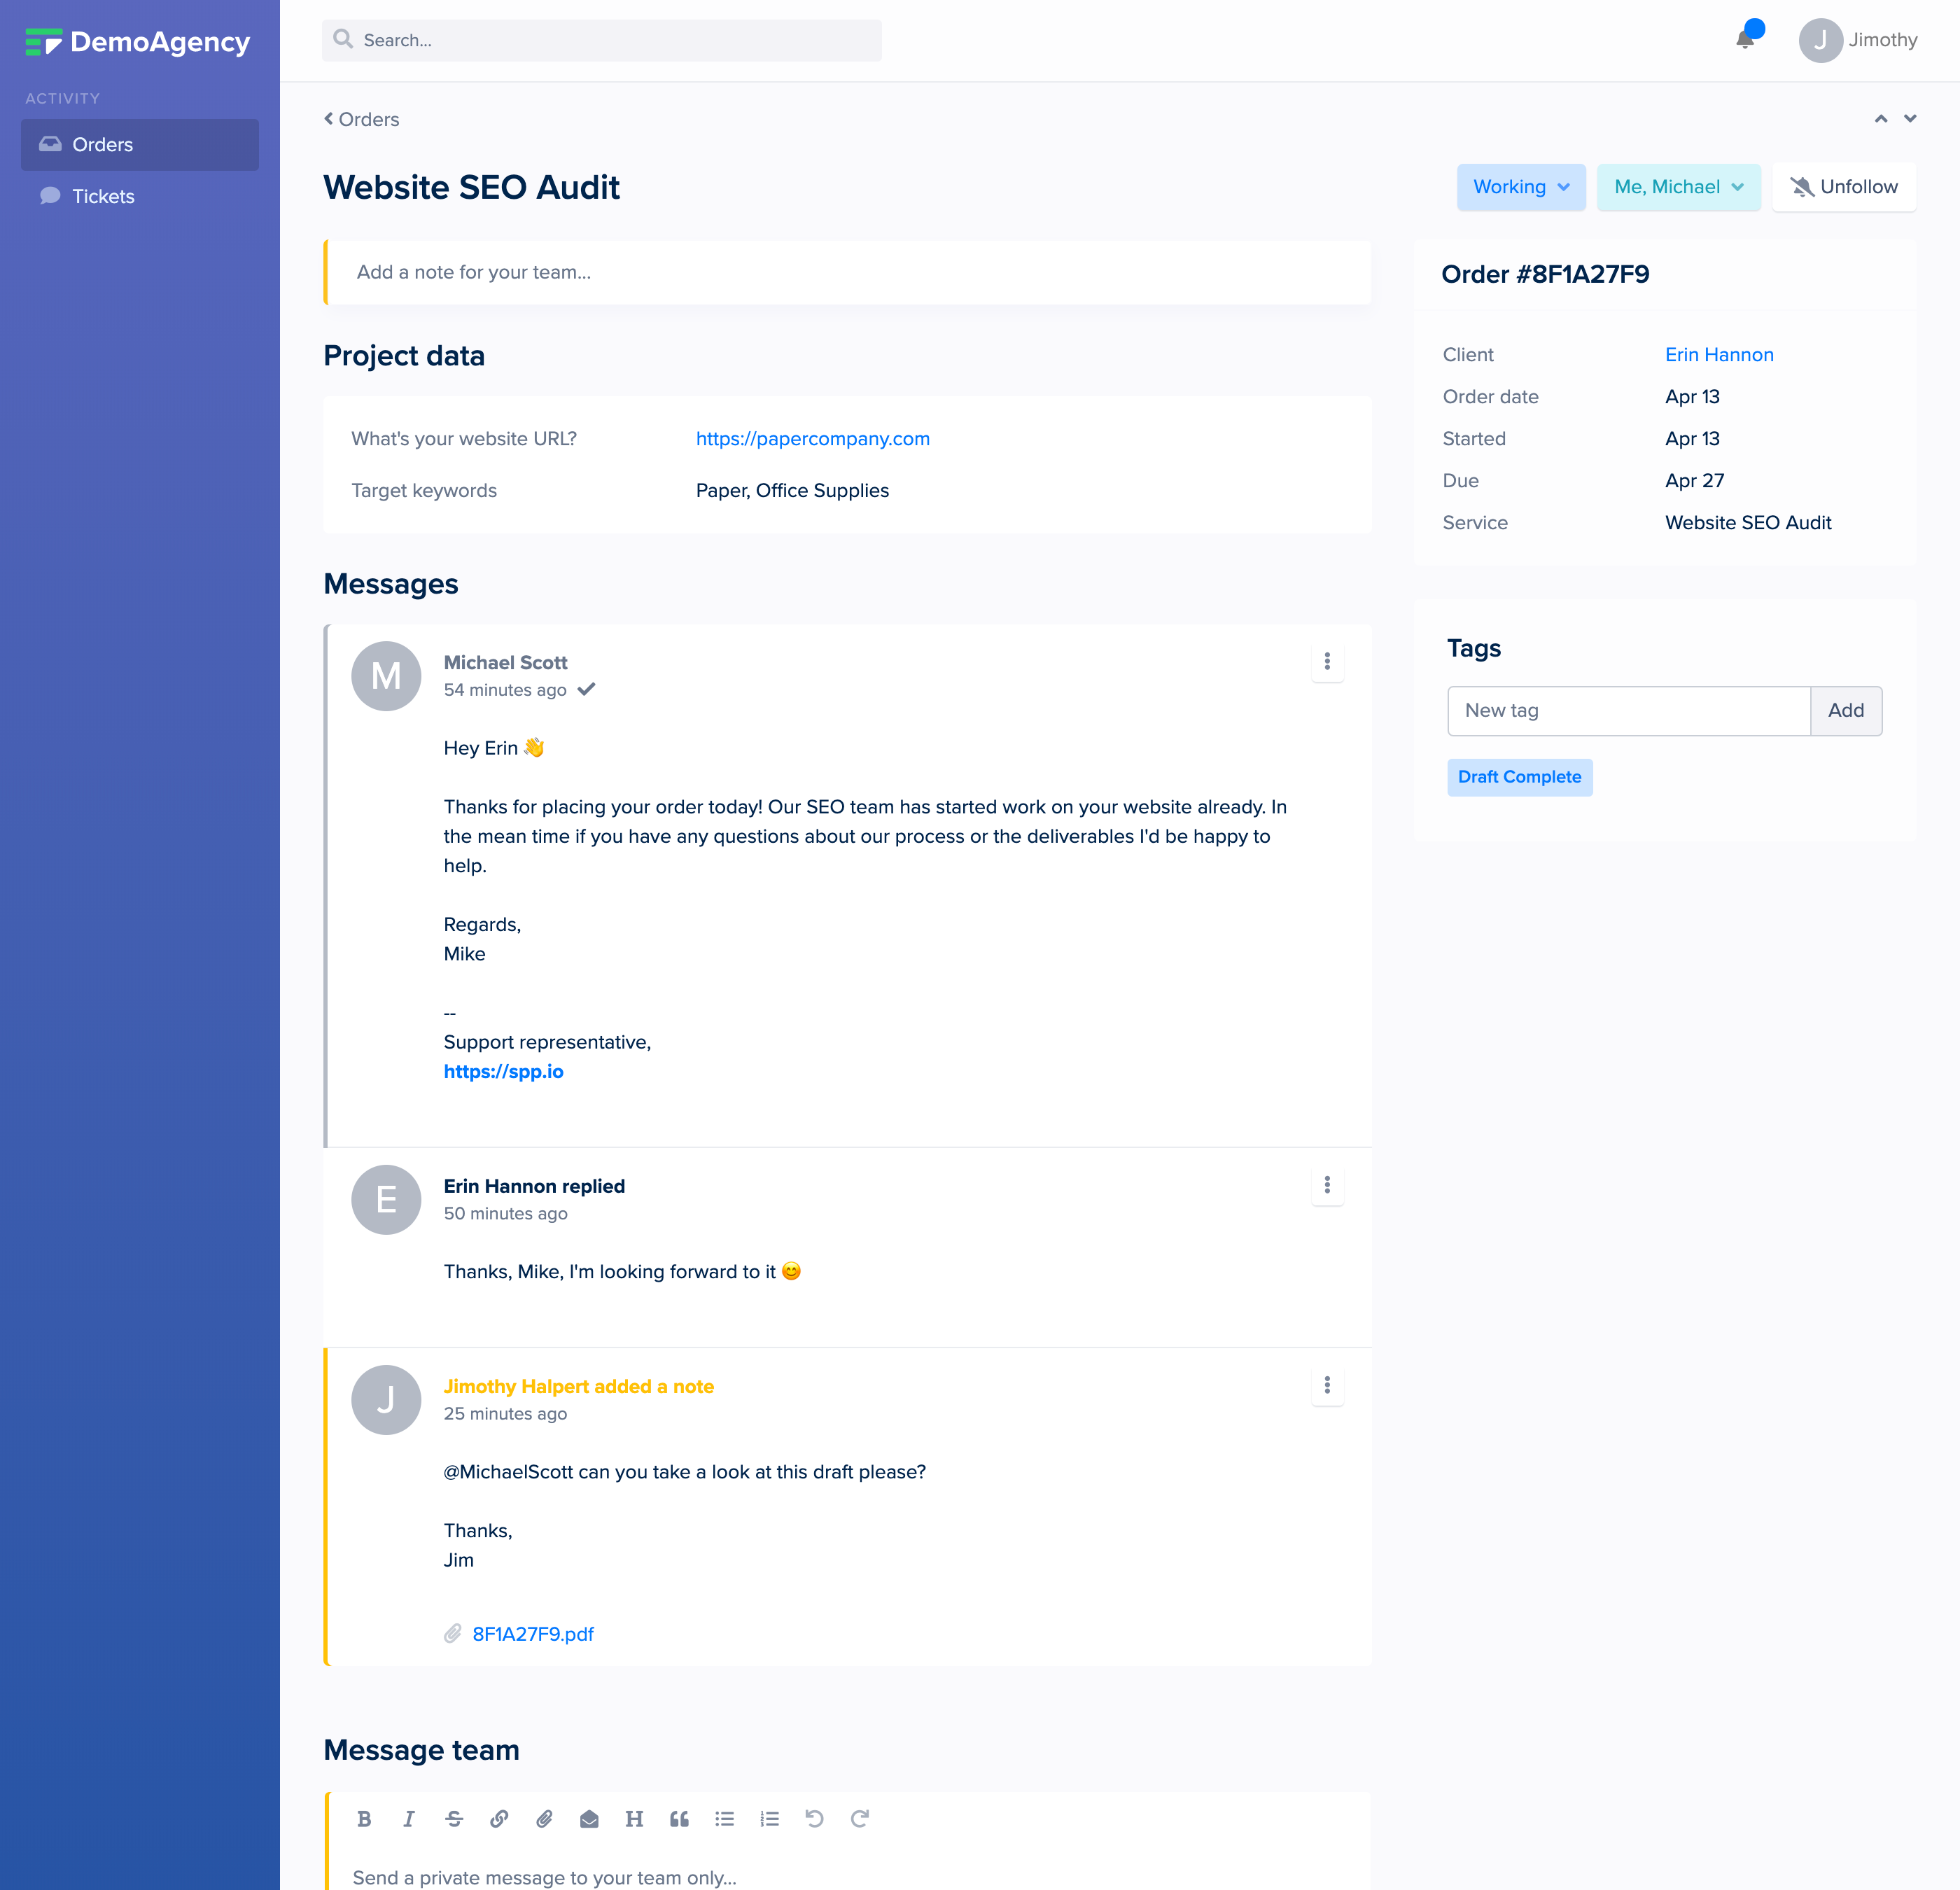 DemoAgency
Search...
J
Jimothy
ACTIVITY
Orders
Tickets
Orders
Website SEO Audit
Working
Me, Michael
Unfollow
Add a note for your team...
Project data
What's your website URL? https://papercompany.com
Target keywords Paper, Office Supplies
Messages
M
Michael Scott
54 minutes ago
Hey Erin 👋
Thanks for placing your order today! Our SEO team has started work on your website already. In
the mean time if you have any questions about our process or the deliverables I'd be happy to
help.
Regards,
Mike
--
Support representative,
https://spp.io
E
Erin Hannon replied
50 minutes ago
Thanks, Mike, I'm looking forward to it 😊
J
Jimothy Halpert added a note
25 minutes ago
@MichaelScott can you take a look at this draft please?
Thanks,
Jim
8F1A27F9.pdf
Message team
B I S H
Send a private message to your team only...
Order #8F1A27F9
Client Erin Hannon
Order date Apr 13
Started Apr 13
Due Apr 27
Service Website SEO Audit
Tags
New tag
Add
Draft Complete